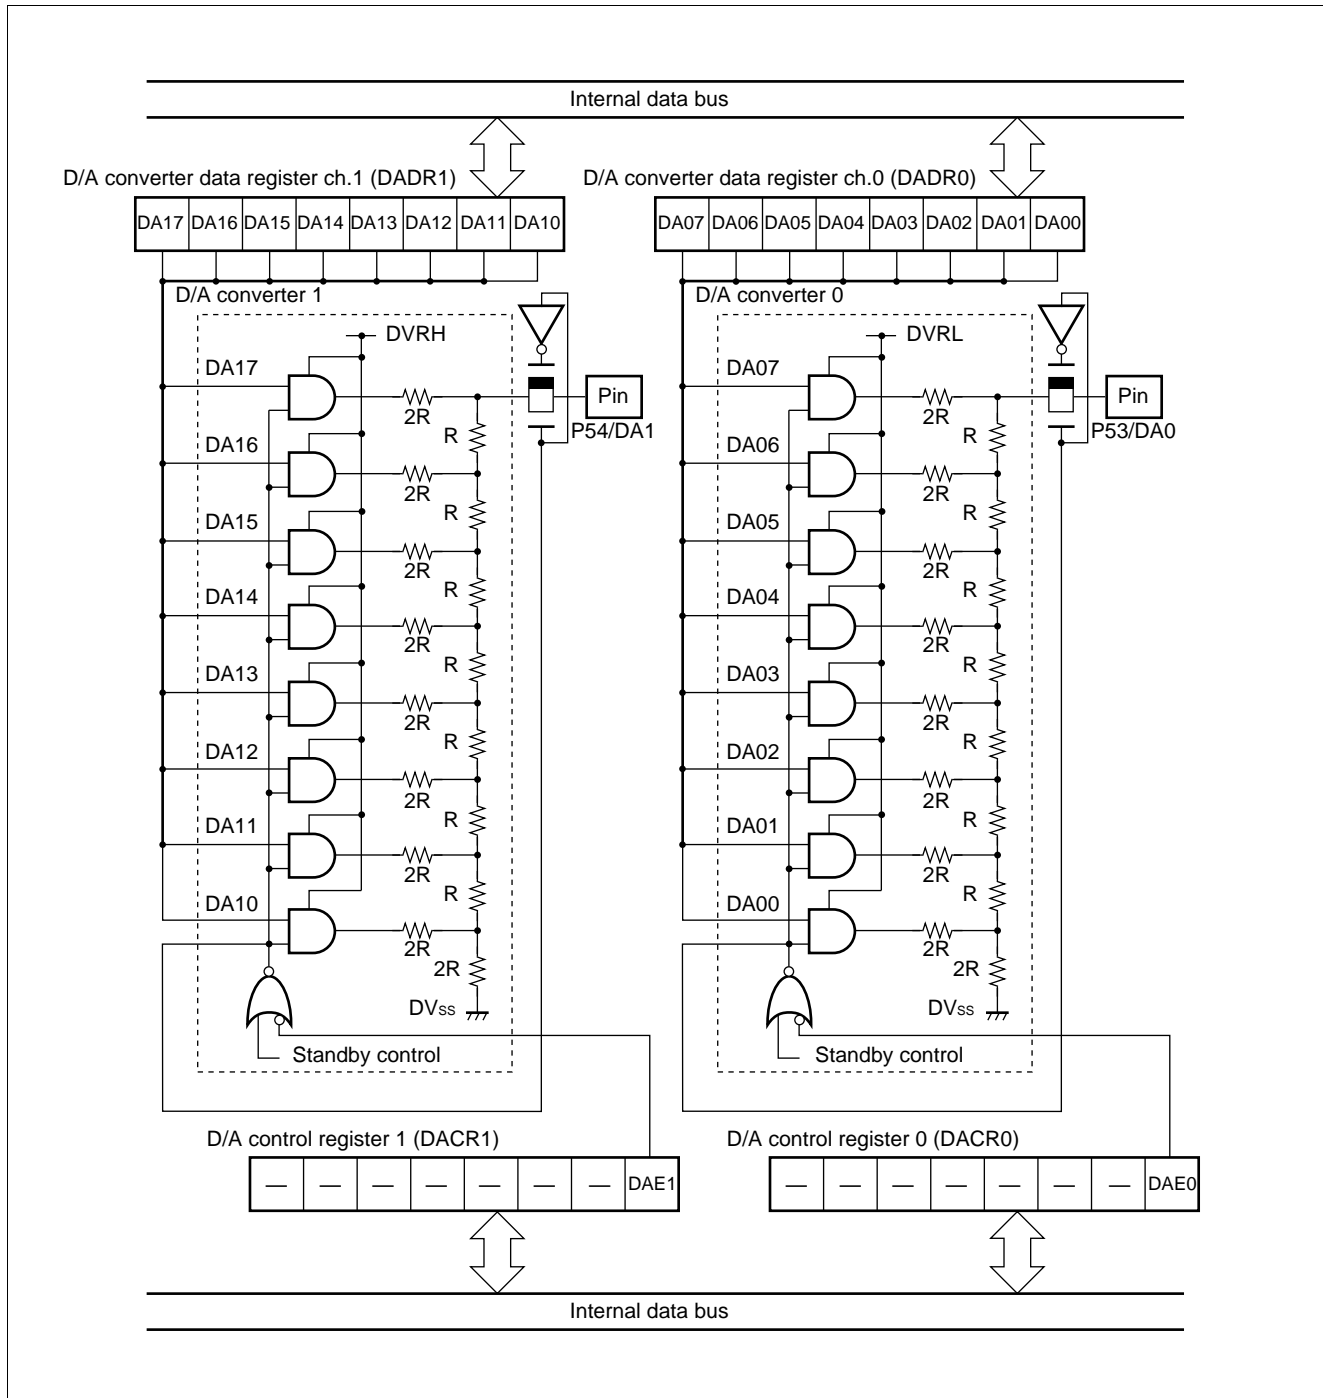 Internal data bus
D/A converter data register ch.1 (DADR1)
D/A converter data register ch.0 (DADR0)
DA17 DA16 DA15 DA14 DA13 DA12 DA11 DA10
DA07 DA06 DA05 DA04 DA03 DA02 DA01 DA00
D/A converter 1
DVRH
DA17
2R
R
Pin
P54/DA1
DA16
2R
R
DA15
2R
R
DA14
2R
R
DA13
2R
R
DA12
2R
R
DA11
2R
R
DA10
2R
2R
DVss
Standby control
D/A converter 0
DVRL
DA07
2R
R
Pin
P53/DA0
DA06
2R
R
DA05
2R
R
DA04
2R
R
DA03
2R
R
DA02
2R
R
DA01
2R
R
DA00
2R
2R
DVss
Standby control
D/A control register 1 (DACR1)
— — — — — — — DAE1
D/A control register 0 (DACR0)
— — — — — — — DAE0
Internal data bus